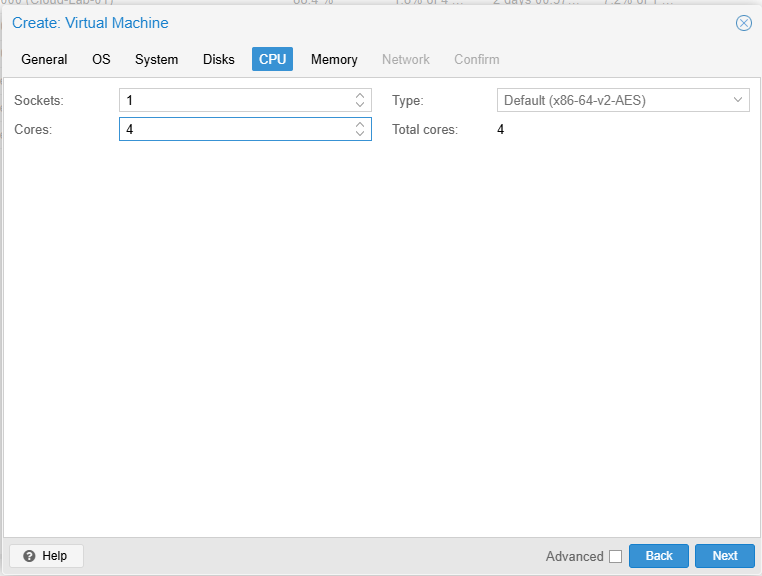 Create: Virtual Machine
General OS System Disks CPU Memory Network Confirm
Sockets: 1 Type: Default (x86-64-v2-AES)
Cores: 4 Total cores: 4
Help Advanced Back Next